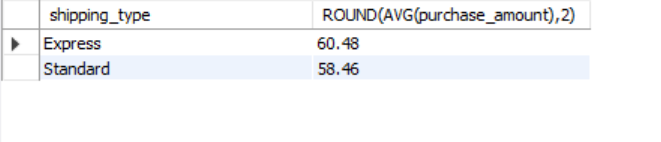 shipping_type ROUND(AVG(purchase_amount),2)
Express 60.48
Standard 58.46